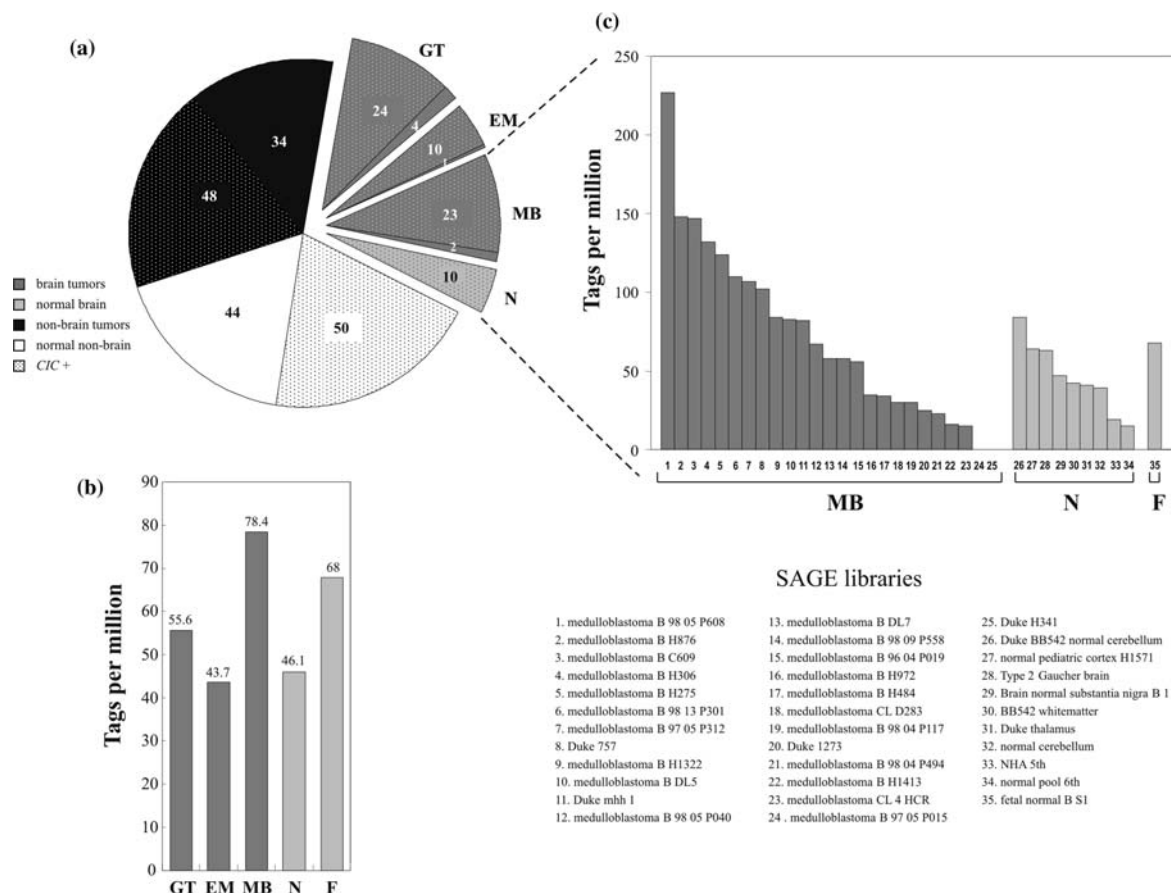 (a)
GT
24
4
EM
10
1
MB
23
2
N
10
34
48
44
50
brain tumors
normal brain
non-brain tumors
normal non-brain
CIC +
(b)
Tags per million
90
80
70
60
50
40
30
20
10
0
55.6
43.7
78.4
46.1
68
GT EM MB N F
(c)
Tags per million
250
200
150
100
50
0
1 2 3 4 5 6 7 8 9 10 11 12 13 14 15 16 17 18 19 20 21 22 23 24 25 26 27 28 29 30 31 32 33 34 35
MB N F
SAGE libraries
1. medulloblastoma B 98 05 P608
2. medulloblastoma B H876
3. medulloblastoma B C609
4. medulloblastoma B H306
5. medulloblastoma B H275
6. medulloblastoma B 98 13 P301
7. medulloblastoma B 97 05 P312
8. Duke 757
9. medulloblastoma B H1322
10. medulloblastoma B DL5
11. Duke mhh 1
12. medulloblastoma B 98 05 P040
13. medulloblastoma B DL7
14. medulloblastoma B 98 09 P558
15. medulloblastoma B 96 04 P019
16. medulloblastoma B H972
17. medulloblastoma B H484
18. medulloblastoma CL D283
19. medulloblastoma B 98 04 P117
20. Duke 1273
21. medulloblastoma B 98 04 P494
22. medulloblastoma B H1413
23. medulloblastoma CL 4 HCR
24 . medulloblastoma B 97 05 P015
25. Duke H341
26. Duke BB542 normal cerebellum
27. normal pediatric cortex H1571
28. Type 2 Gaucher brain
29. Brain normal substantia nigra B 1
30. BB542 whitematter
31. Duke thalamus
32. normal cerebellum
33. NHA 5th
34. normal pool 6th
35. fetal normal B S1